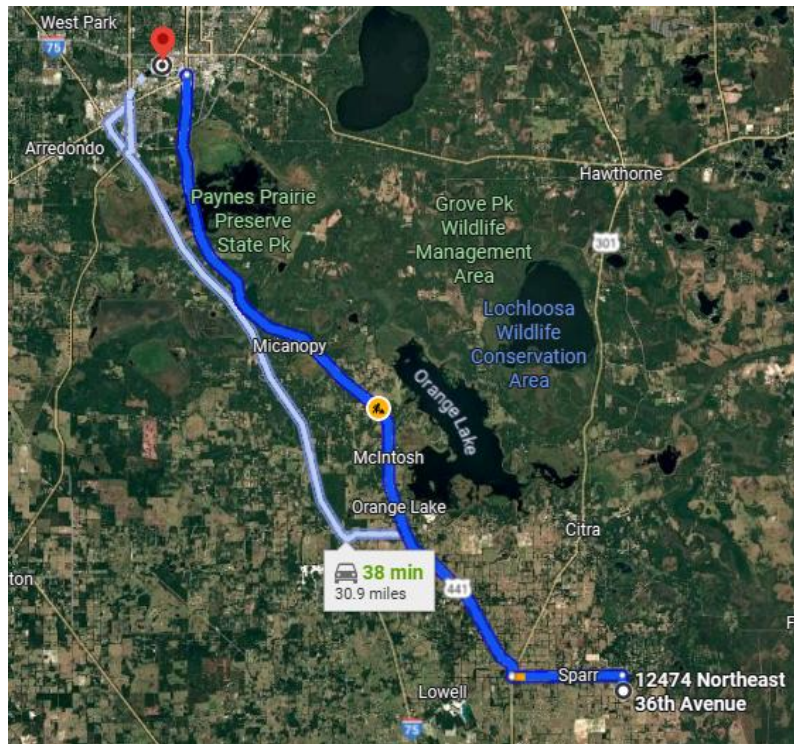 West Park
75
Arredondo
Hawthorne
Paynes Prairie
Preserve
State Pk
Grove Pk
Wildlife
Management
Area
301
Lochloosa
Wildlife
Conservation
Area
Micanopy
Orange Lake
McIntosh
Orange Lake
Citra
38 min
30.9 miles
ton
441
F
Sparr
12474 Northeast
36th Avenue
Lowell
75